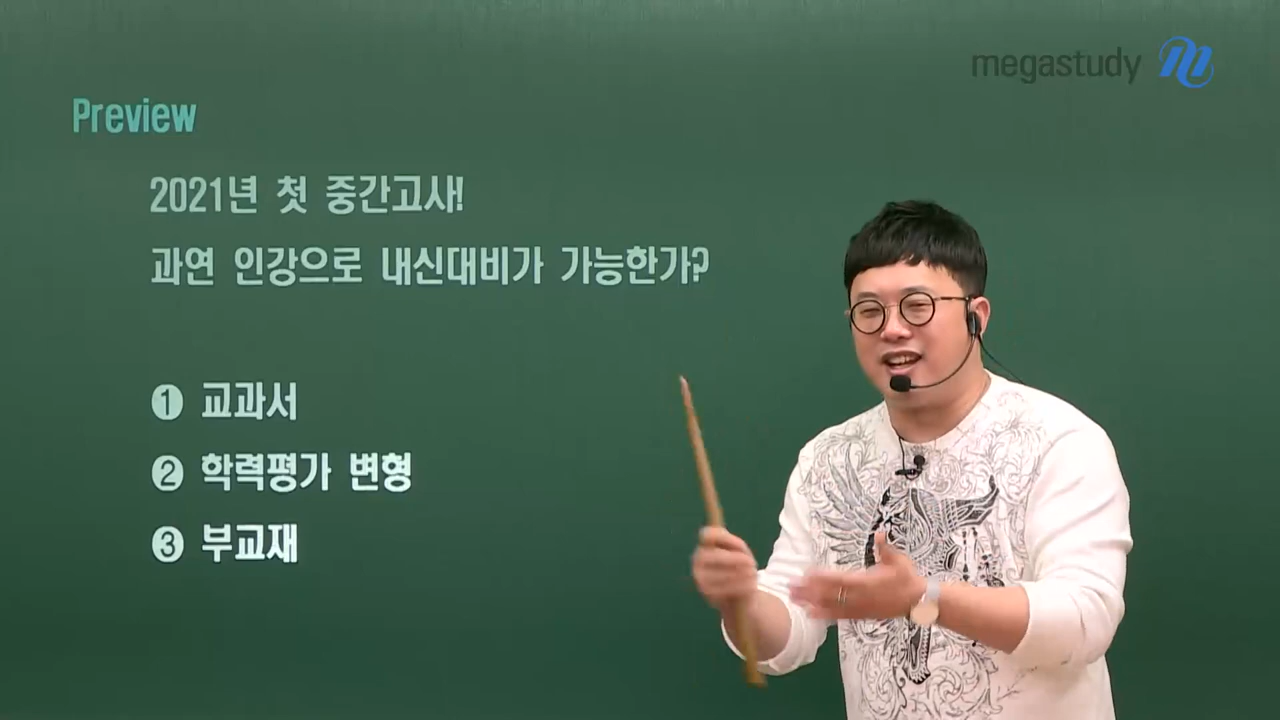 megastudy
Preview
2021년 첫 중간고사!
과연 인강으로 내신대비가 가능한가?
① 교과서
② 학력평가 변형
③ 부교재